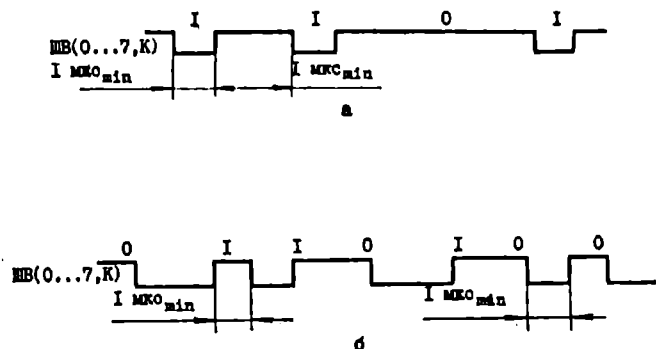 I I 0 I
ШВ(0...7,К)
I мкс min I мкс min
а
0 I I 0 I 0 0
ШВ(0...7,К)
I мкс min I мкс min
б